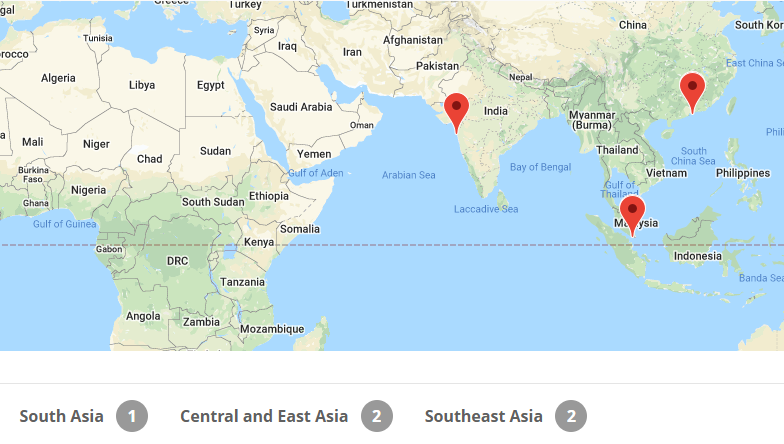 Greece
Turkey
Turkmenistan
gal
Syria
Afghanistan
China
South Kor
Tunisia
Iraq
Iran
rocco
Pakistan
East China Se
Algeria
Libya
Egypt
Nepal
Saudi Arabia
India
Oman
Myanmar
(Burma)
Mali
Niger
Chad
Sudan
Yemen
Thailand
South
China Sea
Phili
Burkina
Faso
Gulf of Aden
Arabian Sea
Bay of Bengal
Vietnam
Philippines
Nigeria
Ethiopia
Gulf of
Thailand
Ghana
South Sudan
Laccadive Sea
Gulf of Guinea
Somalia
Malaysia
Gabon
Kenya
DRC
Indonesia
Tanzania
Banda Sea
Angola
Zambia
Mozambique
South Asia 1 Central and East Asia 2 Southeast Asia 2